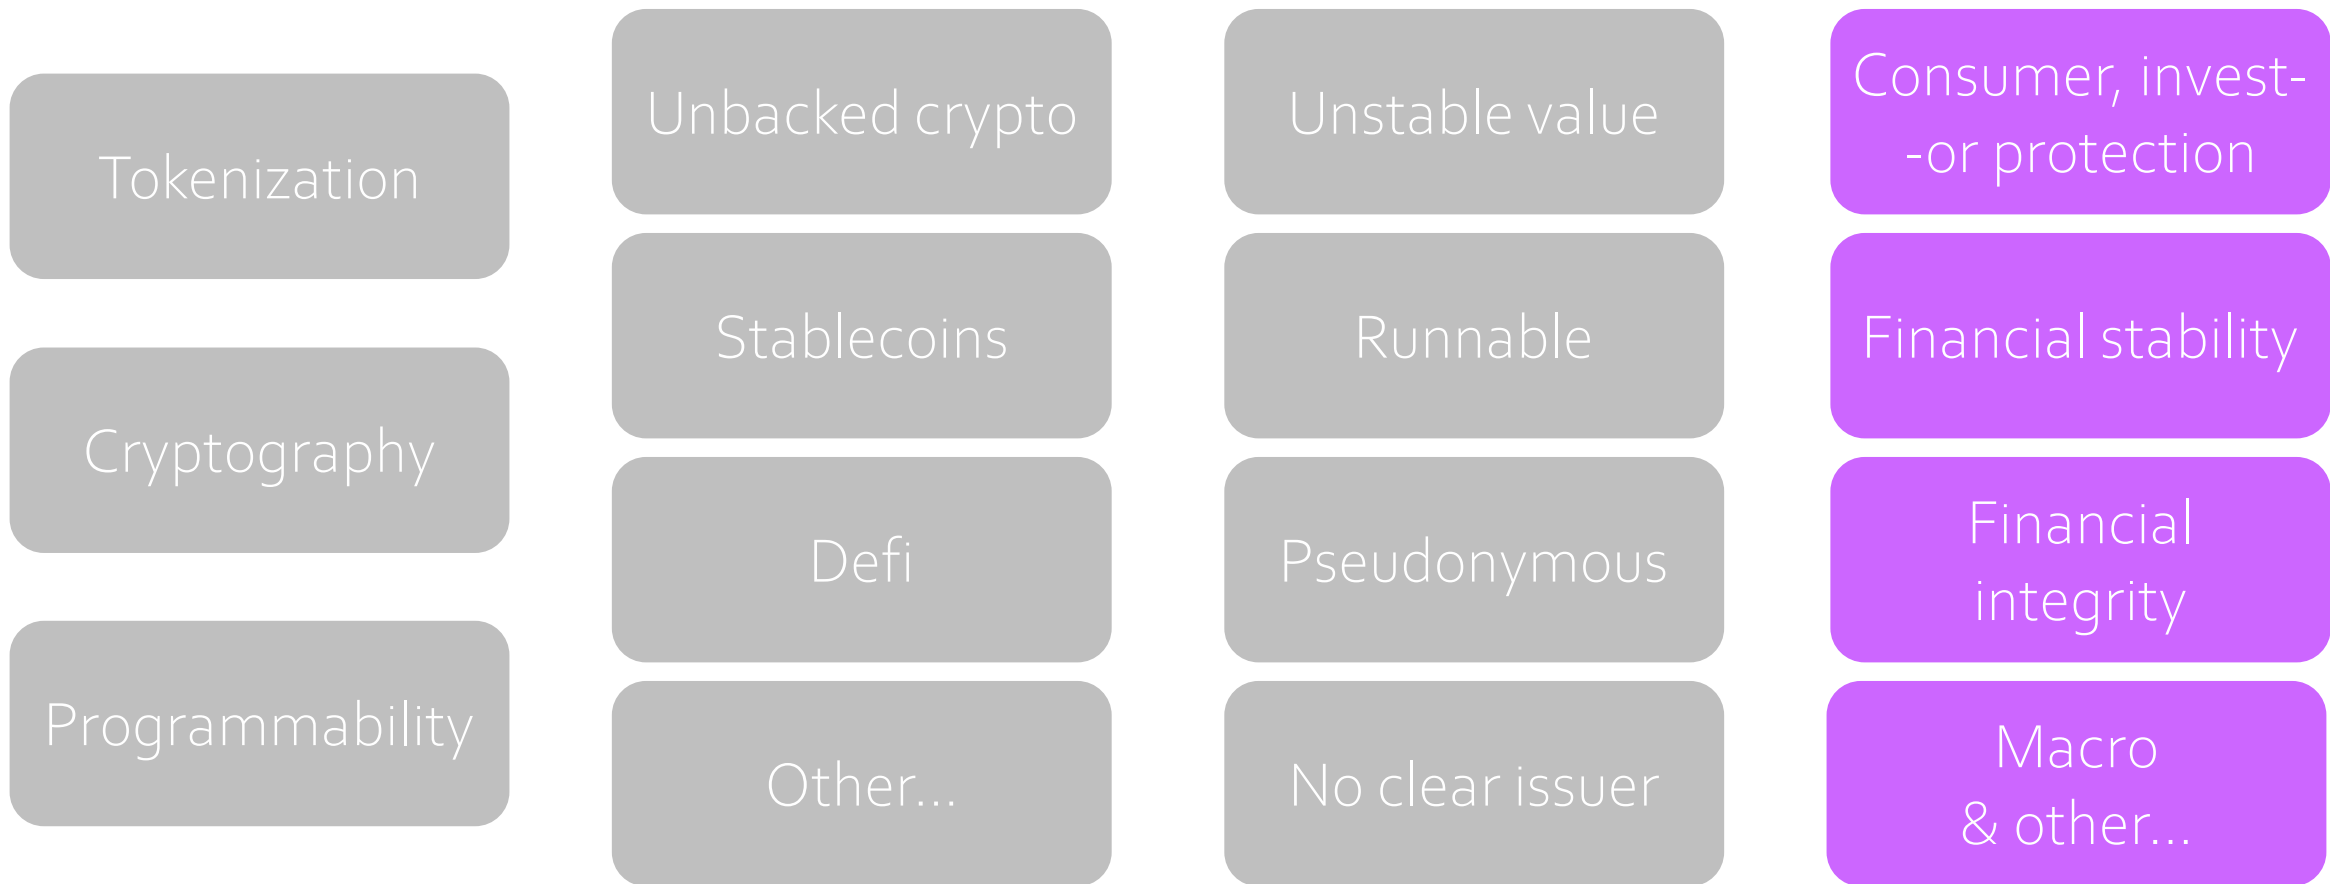 Tokenization
Cryptography
Programmability
Unbacked crypto
Stablecoins
Defi
Other...
Unstable value
Runnable
Pseudonymous
No clear issuer
Consumer, invest-
-or protection
Financial stability
Financial
integrity
Macro
& other...